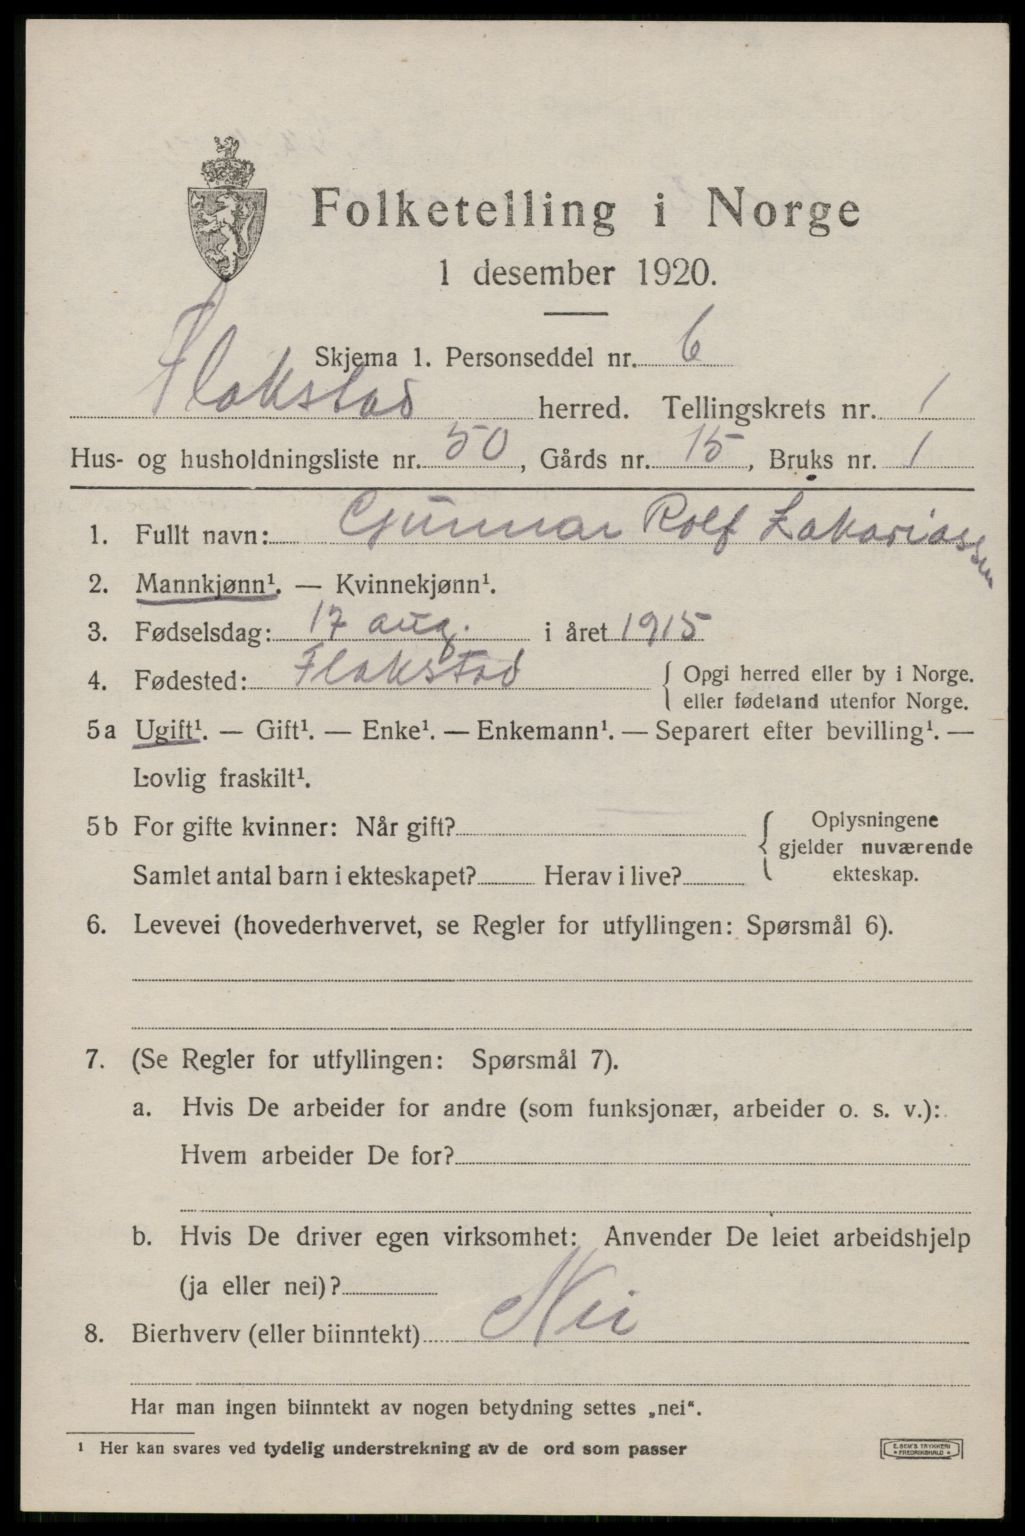 Folketelling i Norge
1 desember 1920.
Skjema 1. Personseddel nr. 6
Flakstad herred. Tellingskrets nr. 1
Hus- og husholdningsliste nr. 50, Gårds nr. 15, Bruks nr. 1
1. Fullt navn: Gunnar Rolf Zakariassen
2. Mannkjønn¹. — Kvinnekjønn¹.
3. Fødselsdag: 17 aug. i året 1915
4. Fødested: Flakstad { Opgi herred eller by i Norge.
eller fødeland utenfor Norge.
5a Ugift¹. — Gift¹. — Enke¹. — Enkemann¹. — Separert efter bevilling¹. —
Lovlig fraskilt¹.
5b For gifte kvinner: Når gift? { Oplysningene
gjelder nuværende
Samlet antal barn i ekteskapet? Herav i live? ekteskap.
6. Levevei (hovederhvervet, se Regler for utfyllingen: Spørsmål 6).
7. (Se Regler for utfyllingen: Spørsmål 7).
a. Hvis De arbeider for andre (som funksjonær, arbeider o. s. v.):
Hvem arbeider De for?
b. Hvis De driver egen virksomhet: Anvender De leiet arbeidshjelp
(ja eller nei)?
8. Bierhverv (eller biinntekt) Nei
Har man ingen biinntekt av nogen betydning settes „nei“.
¹ Her kan svares ved tydelig understrekning av de ord som passer
E. SEM'S TRYKKERI
* FREDRIKSHALD *